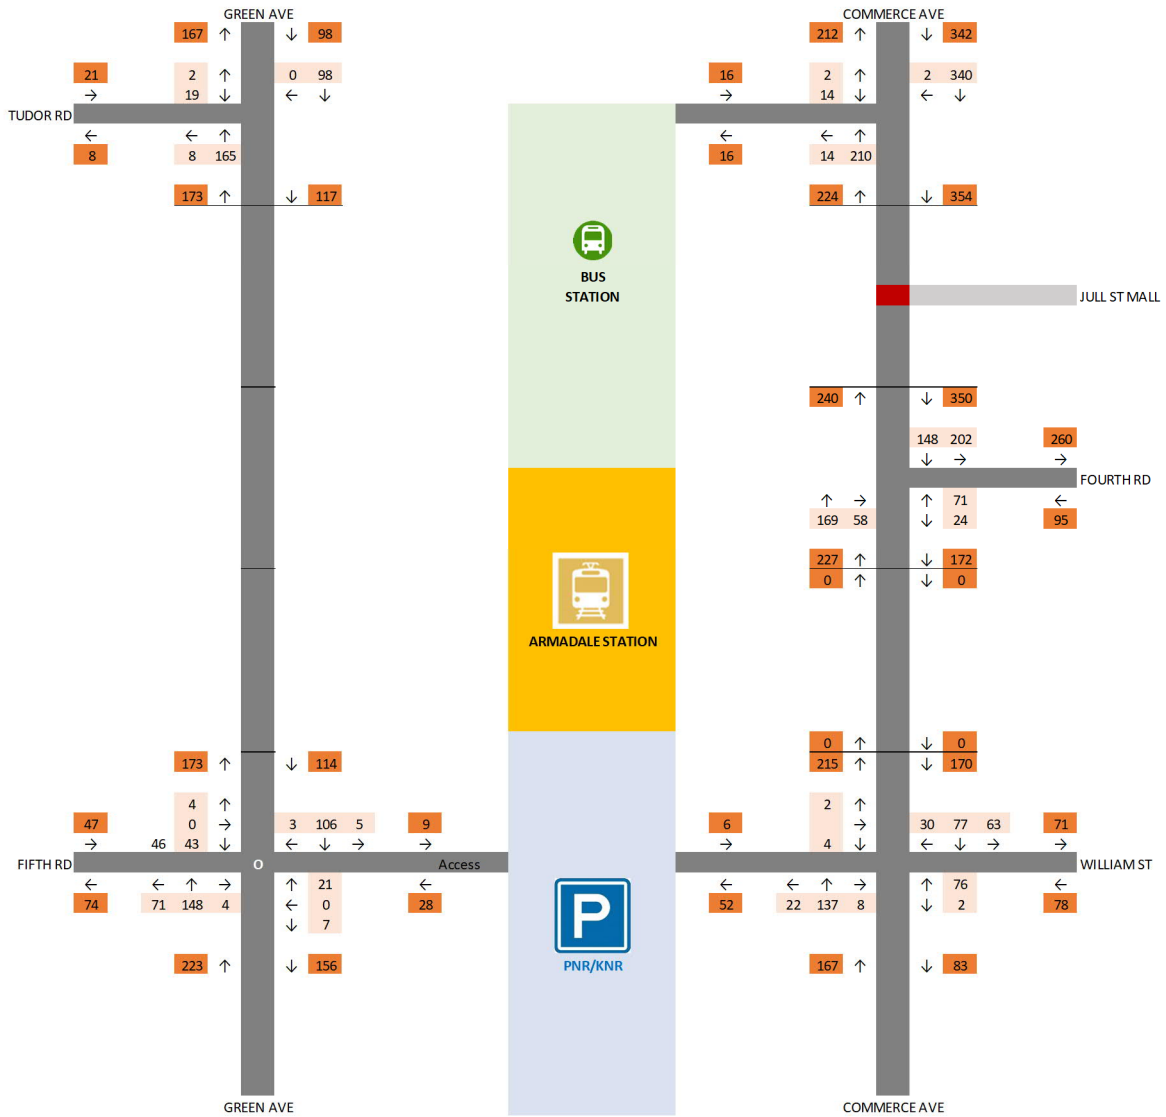 GREEN AVE COMMERCE AVE
167 ↑ ↓ 98 212 ↑ ↓ 342
21 2 ↑ 0 98 16 2 ↑ 2 340
→ 19 ↓ ← ↓ → 14 ↓ ← ↓
TUDOR RD
← ← ↑ ← ← ↑
8 8 165 16 14 210
173 ↑ ↓ 117 224 ↑ ↓ 354
BUS
STATION
JULL ST MALL
240 ↑ ↓ 350
148 202 260
↓ → →
FOURTH RD
↑ → ↑ 71 ←
169 58 ↓ 24 95
227 ↑ ↓ 172
0 ↑ ↓ 0
ARMADALE STATION
0 ↑ ↓ 0
173 ↑ ↓ 114 215 ↑ ↓ 170
4 ↑ 2 ↑
47 0 → 3 106 5 9 6 → 30 77 63 71
→ 46 43 ↓ ← ↓ → → → 4 ↓ ← ↓ → →
FIFTH RD O Access WILLIAM ST
← ← ↑ → ↑ 21 ← ← ← ↑ → ↑ 76 ←
74 71 148 4 ← 0 28 52 22 137 8 ↓ 2 78
↓ 7
P
223 ↑ ↓ 156 PNR/KNR 167 ↑ ↓ 83
GREEN AVE COMMERCE AVE